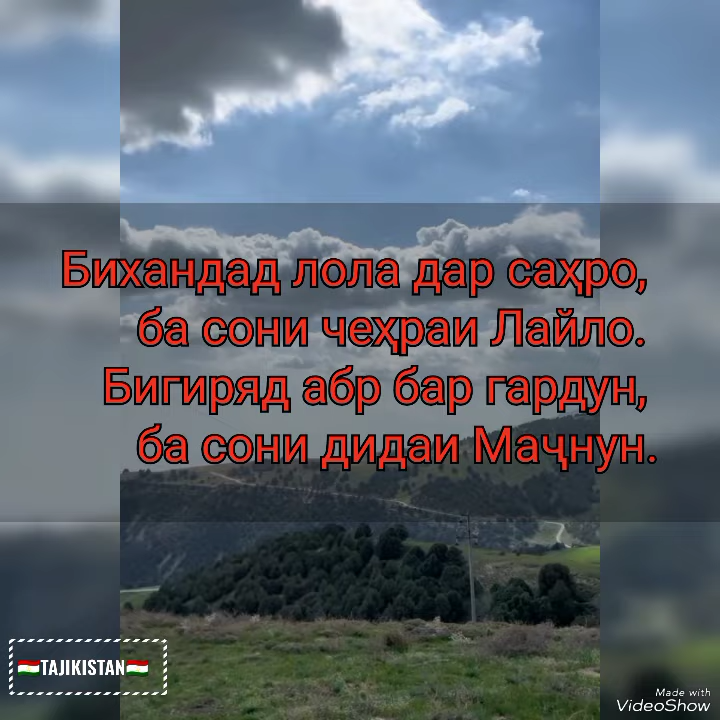 Бихандад лола дар саҳро,
ба сони чеҳраи Лайло.
Бигиряд абр бар гардун,
ба сони дидаи Маҷнун.
TAJIKISTAN
Made with
VideoShow